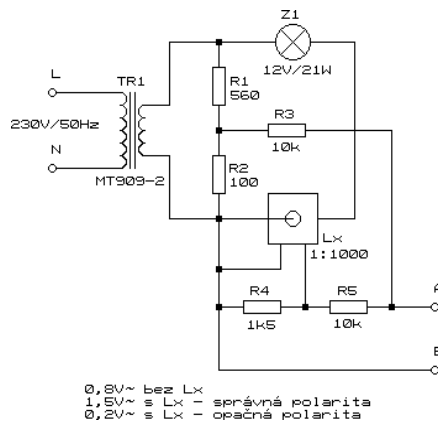 Z1
12V/21W
L
TR1
R1
560
R3
10k
230V/50Hz
N
R2
100
MT909-2
Lx
1:1000
R4
1k5
R5
10k
A
B
0,8V~ bez Lx
1,5V~ s Lx - správná polarita
0,2V~ s Lx - opačná polarita